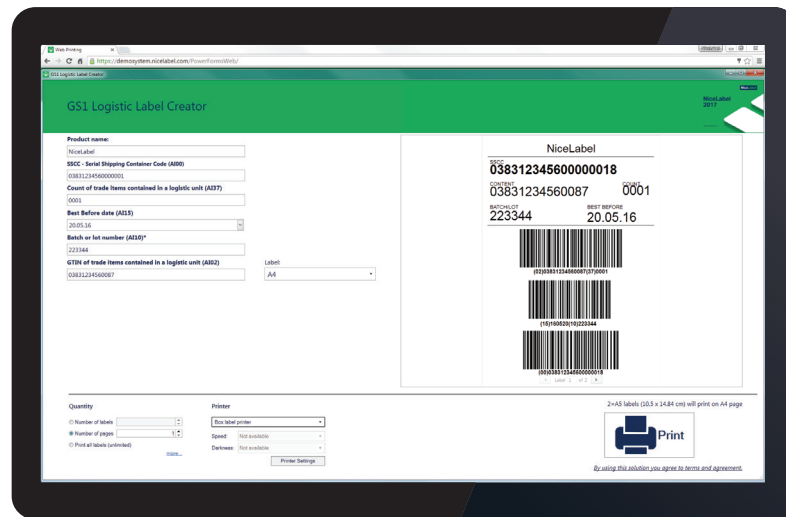 Web Printing
https://demosystem.nicelabel.com/PowerFormsWeb/
GS1 Logistic Label Creator
GS1 Logistic Label Creator
NiceLabel
2017
Product name:
NiceLabel
SSCC - Serial Shipping Container Code (AI00)
03831234560000001
Count of trade items contained in a logistic unit (AI37)
0001
Best Before date (AI15)
20.05.16
Batch or lot number (AI10)*
223344
GTIN of trade items contained in a logistic unit (AI02)
03831234560087
Label:
A4
NiceLabel
SSCC
038312345600000018
CONTENT
COUNT
03831234560087
0001
BATCH/LOT
BEST BEFORE
223344
20.05.16
(02)03831234560087(37)0001
(15)160520(10)223344
(00)038312345600000018
Label 1 of 2
Quantity
Number of labels
Number of pages
1
Print all labels (unlimited)
more...
Printer
Box label printer
Speed: Not available
Darkness: Not available
Printer Settings
2×A5 labels (10.5 x 14.84 cm) will print on A4 page
Print
By using this solution you agree to terms and agreement.